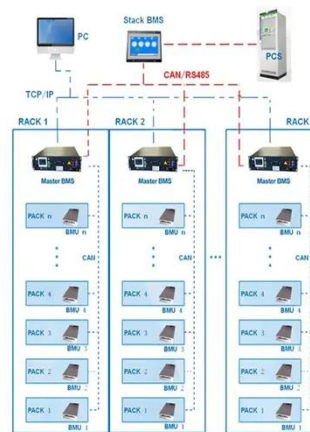 PC
Stack BMS
PCS
CAN/RS485
TCP/IP
RACK 1
RACK 2
RACK
Master BMS
Master BMS
Master BMS
PACK n
BMU n
PACK n
BMU n
PACK n
BMU n
CAN
CAN
CAN
PACK 4
BMU 4
PACK 4
BMU 4
PACK 4
BMU 4
PACK 3
BMU 3
PACK 3
BMU 3
PACK 3
BMU 3
PACK 2
BMU
PACK 2
BMU
PACK 2
BMU
PACK 1
BMU 1
PACK 1
BMU 1
PACK 1
BMU 1